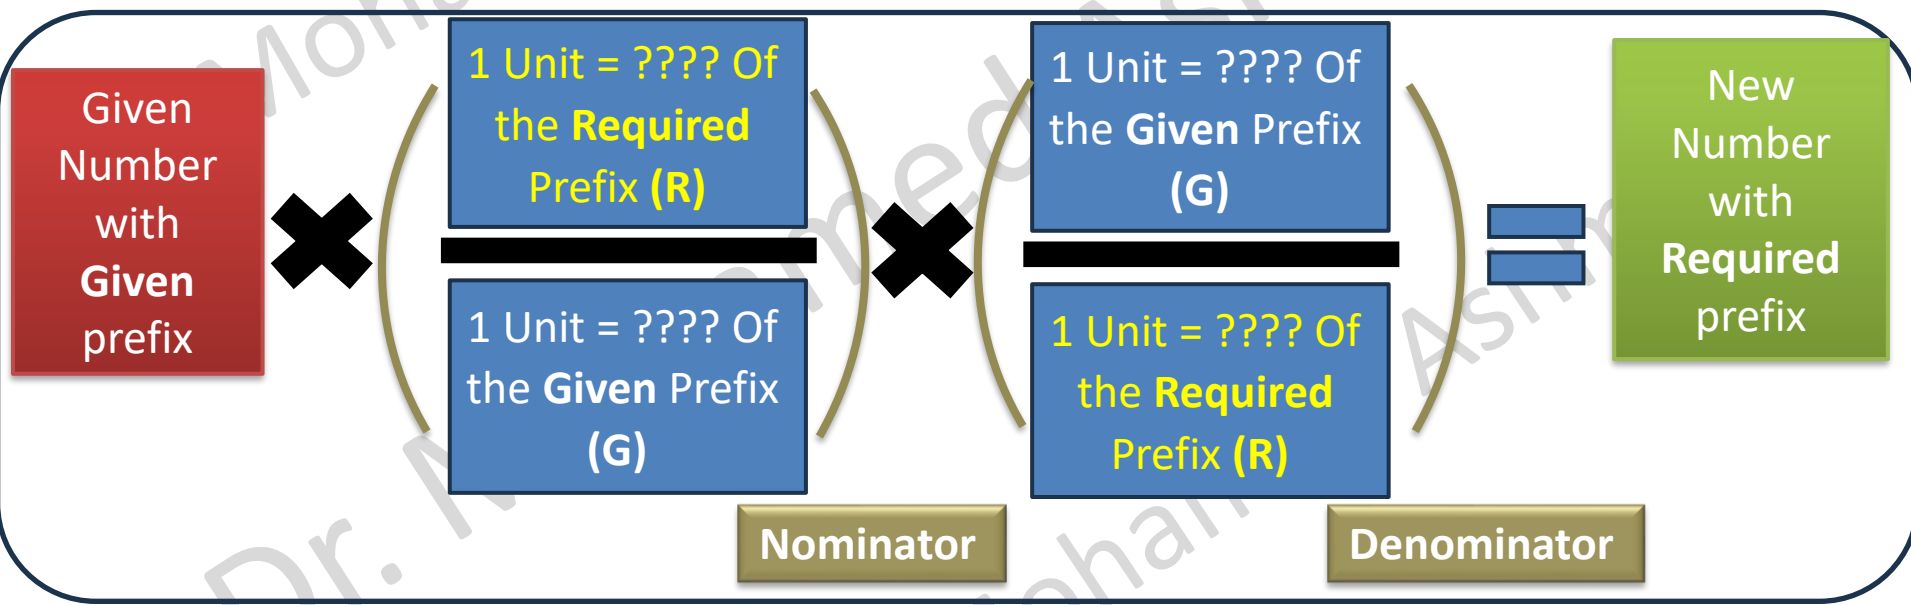 Given
Number
with
Given
prefix
1 Unit = ???? Of
the Required
Prefix (R)
1 Unit = ???? Of
the Given Prefix
(G)
Nominator
1 Unit = ???? Of
the Given Prefix
(G)
1 Unit = ???? Of
the Required
Prefix (R)
Denominator
New
Number
with
Required
prefix
Dr.